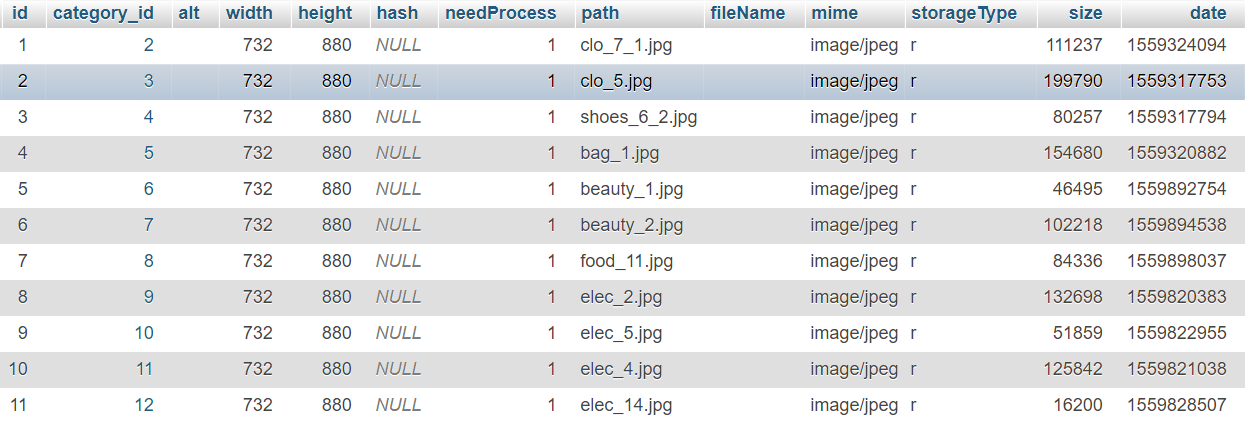 id category_id alt width height hash needProcess path fileName mime storageType size date
1 2 732 880 NULL 1 clo_7_1.jpg image/jpeg r 111237 1559324094
2 3 732 880 NULL 1 clo_5.jpg image/jpeg r 199790 1559317753
3 4 732 880 NULL 1 shoes_6_2.jpg image/jpeg r 80257 1559317794
4 5 732 880 NULL 1 bag_1.jpg image/jpeg r 154680 1559320882
5 6 732 880 NULL 1 beauty_1.jpg image/jpeg r 46495 1559892754
6 7 732 880 NULL 1 beauty_2.jpg image/jpeg r 102218 1559894538
7 8 732 880 NULL 1 food_11.jpg image/jpeg r 84336 1559898037
8 9 732 880 NULL 1 elec_2.jpg image/jpeg r 132698 1559820383
9 10 732 880 NULL 1 elec_5.jpg image/jpeg r 51859 1559822955
10 11 732 880 NULL 1 elec_4.jpg image/jpeg r 125842 1559821038
11 12 732 880 NULL 1 elec_14.jpg image/jpeg r 16200 1559828507